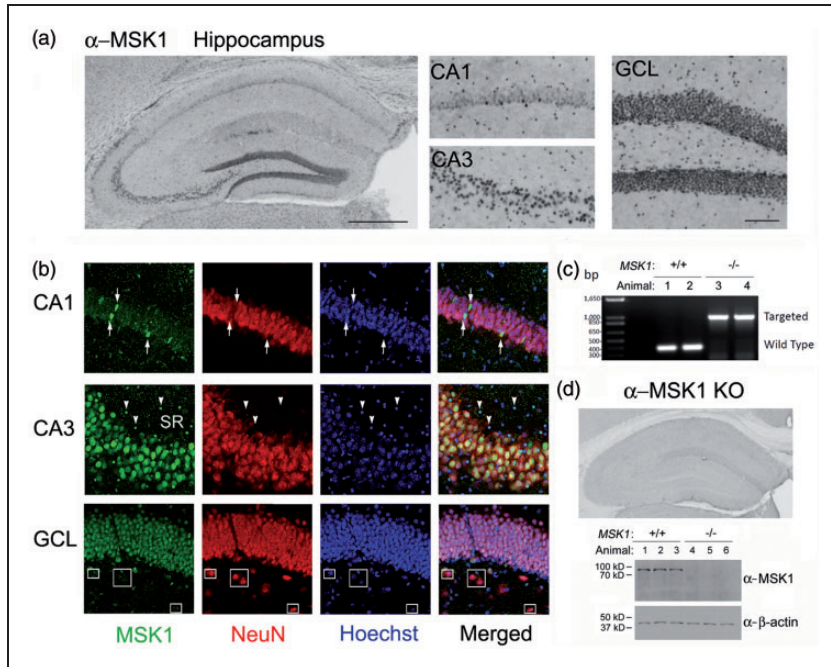 (a)
α-MSK1 Hippocampus
CA1
CA3
GCL
(b)
CA1
CA3
SR
GCL
MSK1 NeuN Hoechst Merged
(c)
MSK1: +/+ -/-
bp Animal: 1 2 3 4
1,650
1,000
850
650
500
400
300
Targeted
Wild Type
(d)
α-MSK1 KO
MSK1: +/+ -/-
Animal: 1 2 3 4 5 6
100 kD
70 kD
α-MSK1
50 kD
37 kD
α-β-actin